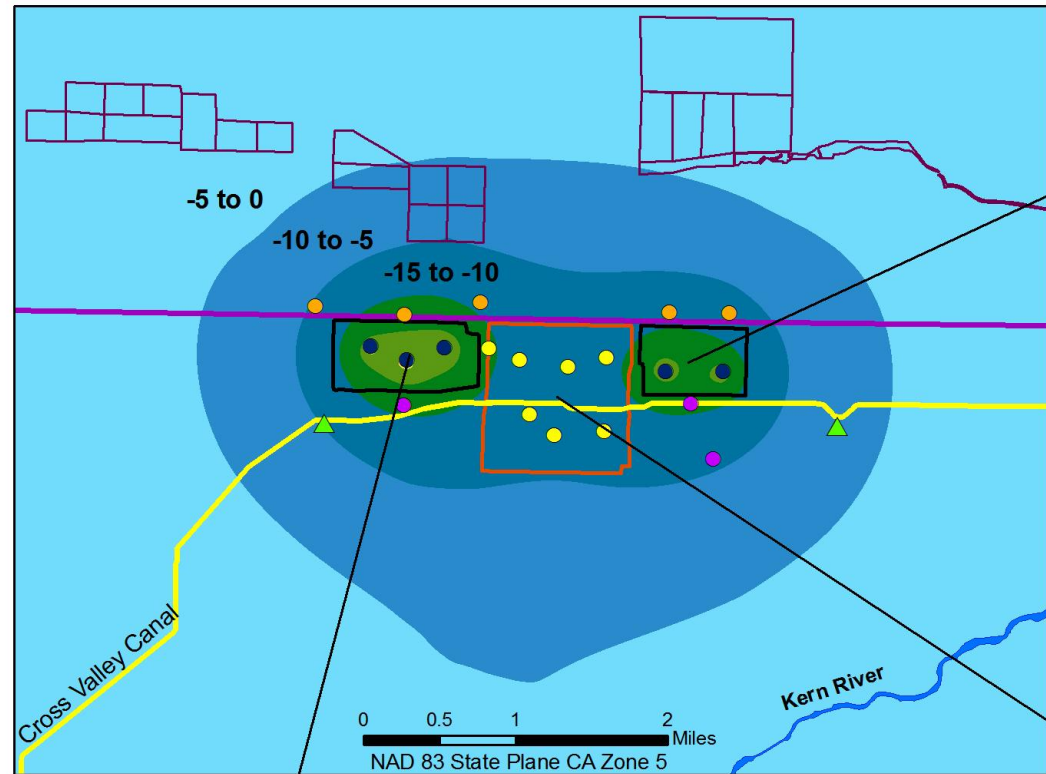 -5 to 0
-10 to -5
-15 to -10
Cross Valley Canal
Kern River
0 0.5 1 2
Miles
NAD 83 State Plane CA Zone 5